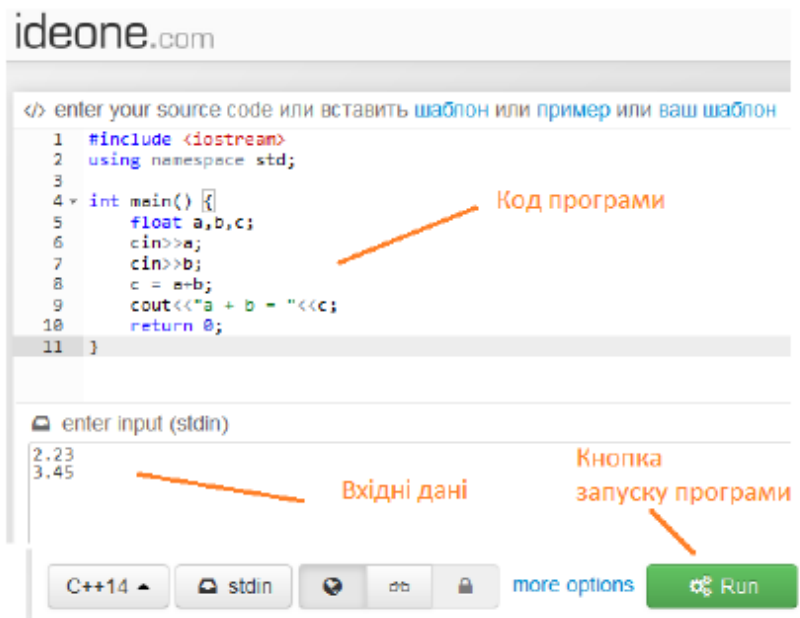 ideone.com
</> enter your source code или вставить шаблон или пример или ваш шаблон
1 #include <iostream>
2 using namespace std;
3
4 int main() {
5 float a,b,c;
6 cin>>a;
7 cin>>b;
8 c = a+b;
9 cout<<"a + b = "<<c;
10 return 0;
11 }
Код програми
enter input (stdin)
2.23
3.45
Вхідні дані
Кнопка
запуску програми
C++14 stdin more options Run